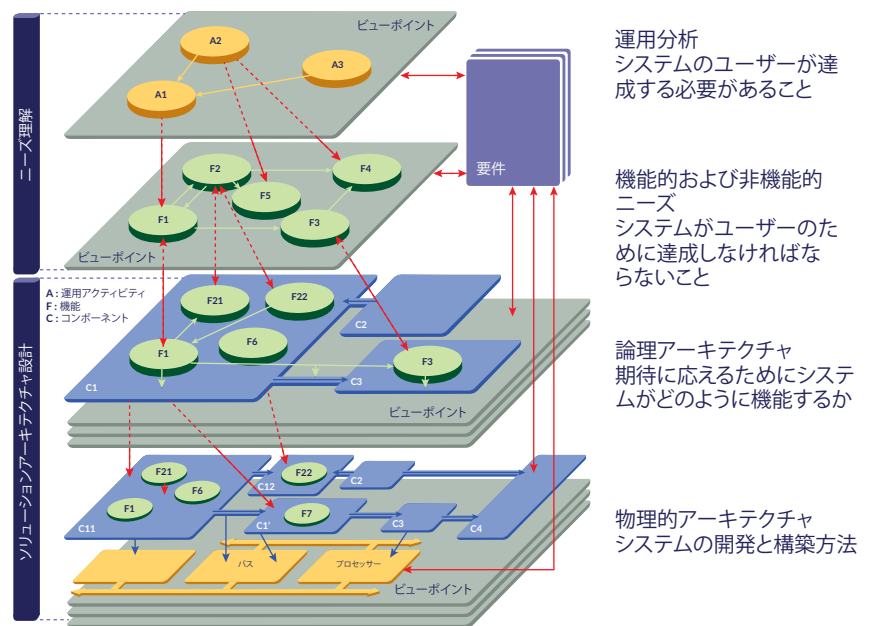 ニーズ理解
ソリューションアーキテクチャ設計
ビューポイント
A2
A3
A1
F2
F4
F5
F1
F3
ビューポイント
要件
A : 運用アクティビティ
F : 機能
C : コンポーネント
F21
F22
F1
F6
F3
C1
C2
C3
ビューポイント
F21
F6
F1
F22
F7
C11
C12
C2
C1'
C3
C4
バス
プロセッサー
ビューポイント
運用分析
システムのユーザーが達
成する必要があること
機能的および非機能的
ニーズ
システムがユーザーのた
めに達成しなければな
らないこと
論理アーキテクチャ
期待に応えるためにシステ
ムがどのように機能するか
物理的アーキテクチャ
システムの開発と構築方法